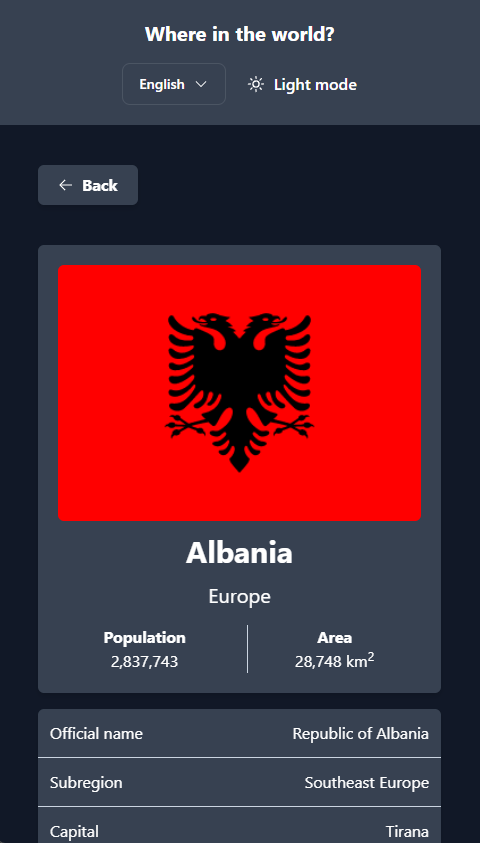 Where in the world?
English
Light mode
Back
Albania
Europe
Population
Area
2,837,743
28,748 km²
Official name
Republic of Albania
Subregion
Southeast Europe
Capital
Tirana